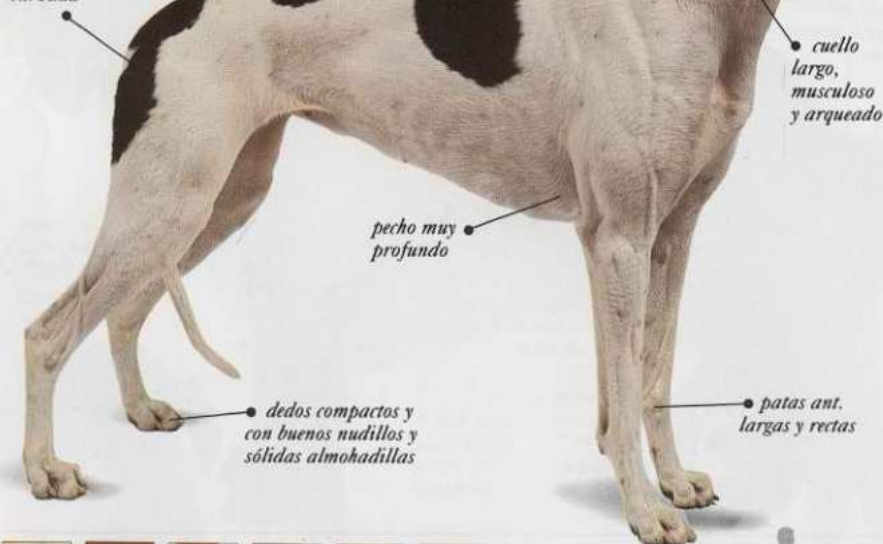 cuello
largo,
musculoso
y arqueado
pecho muy
profundo
dedos compactos y
con buenos nudillos y
sólidas almohadillas
patas ant.
largas y rectas